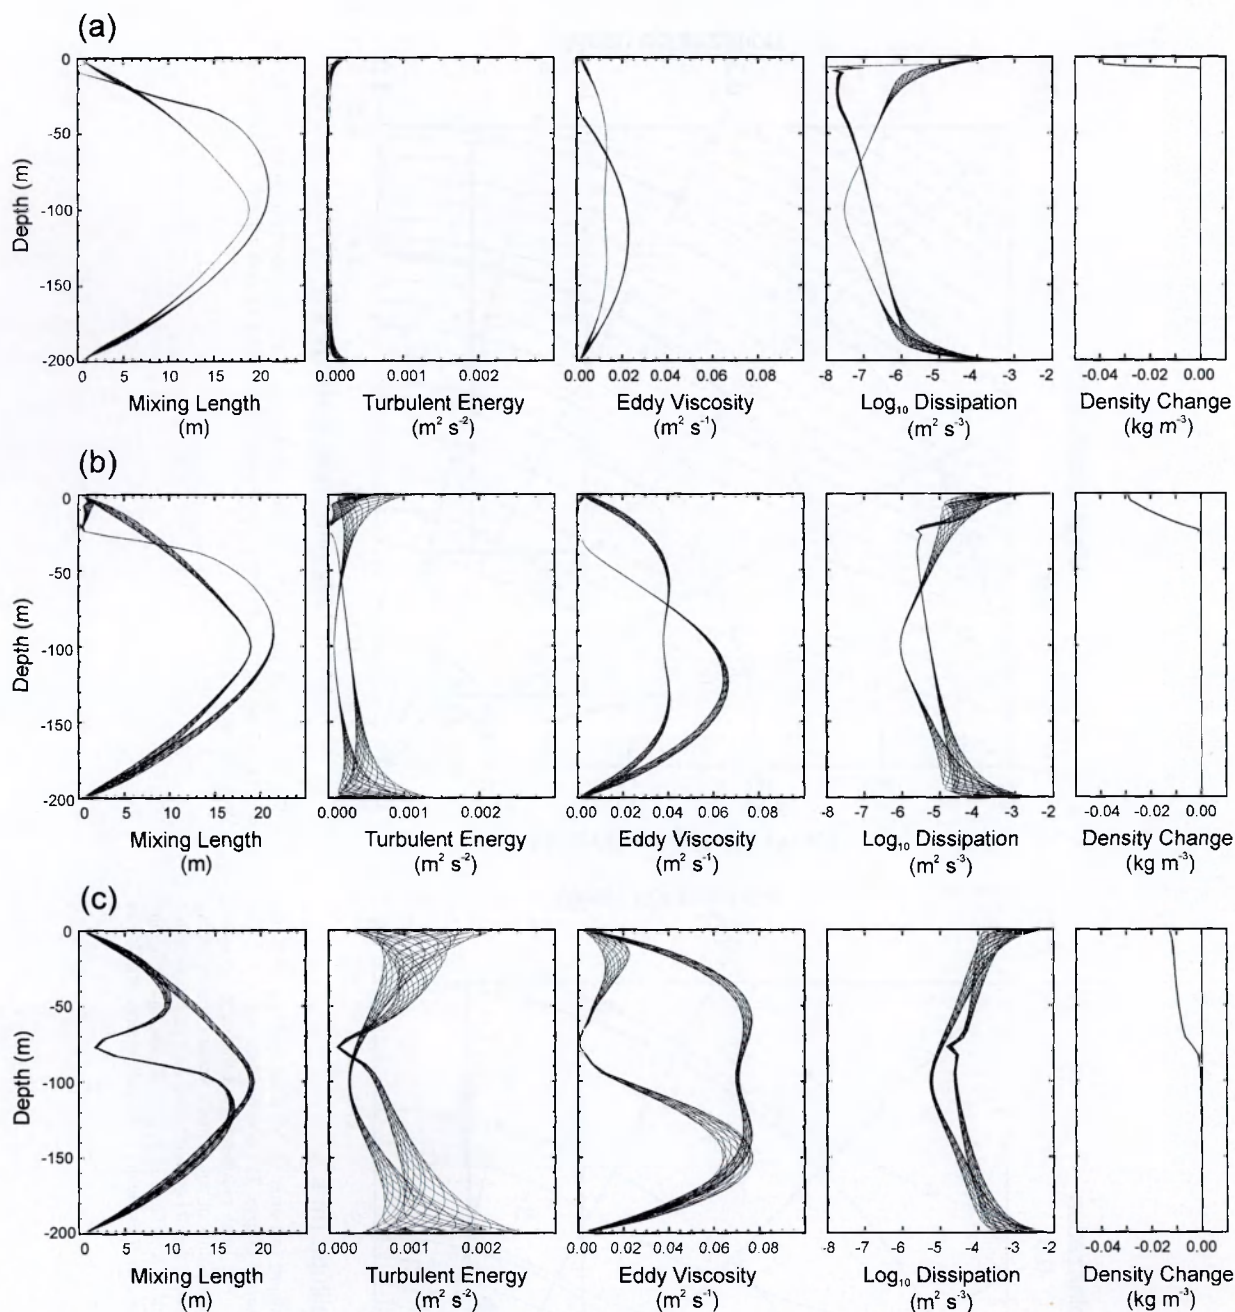 (a)
0
-50
-100
-150
-200
Depth (m)
0 5 10 15 20
Mixing Length
(m)
0.000 0.001 0.002
Turbulent Energy
(m² s⁻²)
0.00 0.02 0.04 0.06 0.08
Eddy Viscosity
(m² s⁻¹)
-8 -7 -6 -5 -4 -3 -2
Log₁₀ Dissipation
(m² s⁻³)
-0.04 -0.02 0.00
Density Change
(kg m⁻³)
(b)
0
-50
-100
-150
-200
Depth (m)
0 5 10 15 20
Mixing Length
(m)
0.000 0.001 0.002
Turbulent Energy
(m² s⁻²)
0.00 0.02 0.04 0.06 0.08
Eddy Viscosity
(m² s⁻¹)
-8 -7 -6 -5 -4 -3 -2
Log₁₀ Dissipation
(m² s⁻³)
-0.04 -0.02 0.00
Density Change
(kg m⁻³)
(c)
0
-50
-100
-150
-200
Depth (m)
0 5 10 15 20
Mixing Length
(m)
0.000 0.001 0.002
Turbulent Energy
(m² s⁻²)
0.00 0.02 0.04 0.06 0.08
Eddy Viscosity
(m² s⁻¹)
-8 -7 -6 -5 -4 -3 -2
Log₁₀ Dissipation
(m² s⁻³)
-0.04 -0.02 0.00
Density Change
(kg m⁻³)